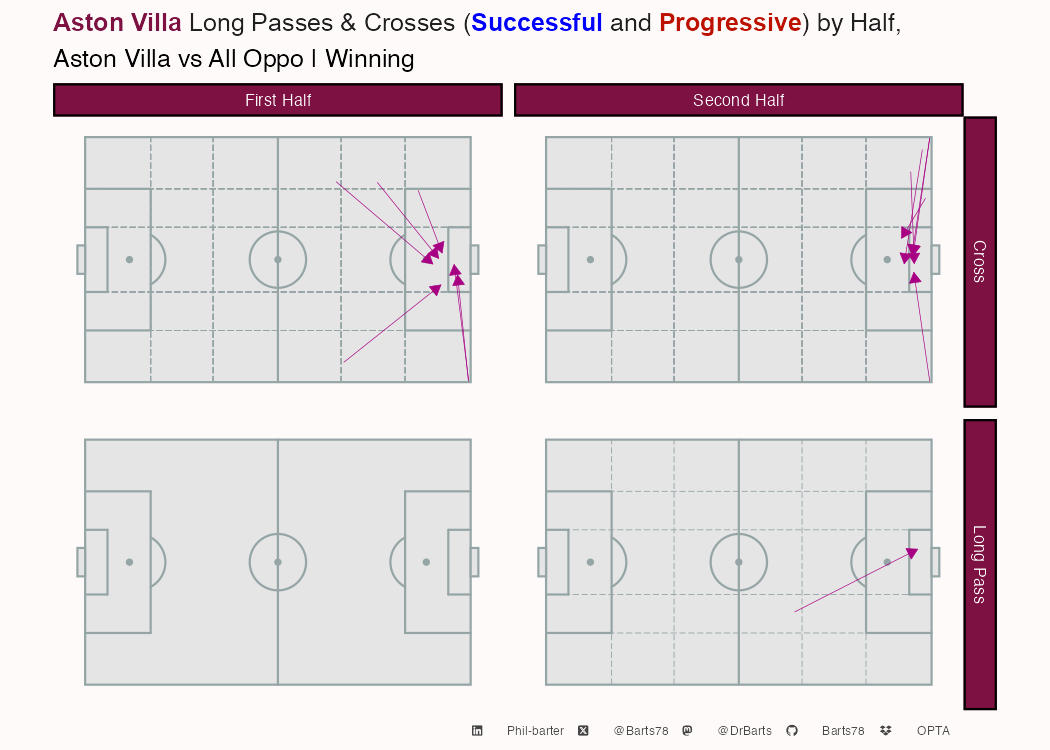 Aston Villa Long Passes & Crosses (Successful and Progressive) by Half,
Aston Villa vs All Oppo | Winning
First Half
Second Half
Cross
Long Pass
Phil-barter @Barts78 @DrBarts Barts78 OPTA